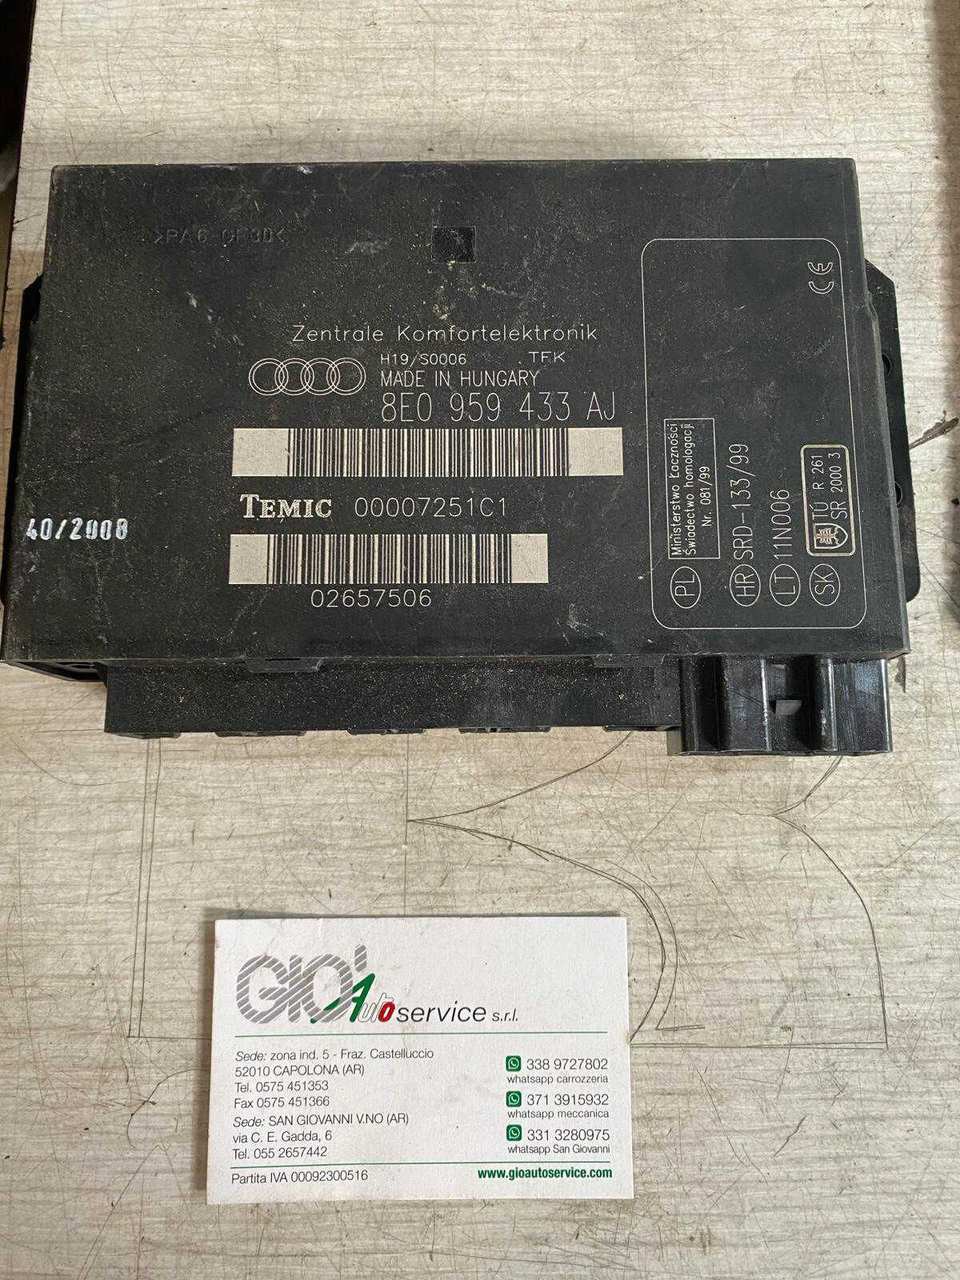 >PA6 GF30<
Zentrale Komfortelektronik
H19/S0006 TFK
MADE IN HUNGARY
8E0 959 433 AJ
TEMIC 00007251C1
02657506
40/2008
CE
PL
Ministerstwo Łączności
Świadectwo homologacji
Nr. 081/99
HR SRD-133/99
LT 11N006
SK
TÚ R 261
SR 2000 3
GIO' Autoservice s.r.l.
Sede: zona ind. 5 - Fraz. Castelluccio
52010 CAPOLONA (AR)
Tel. 0575 451353
Fax 0575 451366
Sede: SAN GIOVANNI V.NO (AR)
via C. E. Gadda, 6
Tel. 055 2657442
Partita IVA 00092300516
338 9727802
whatsapp carrozzeria
371 3915932
whatsapp meccanica
331 3280975
whatsapp San Giovanni
www.gioautoservice.com